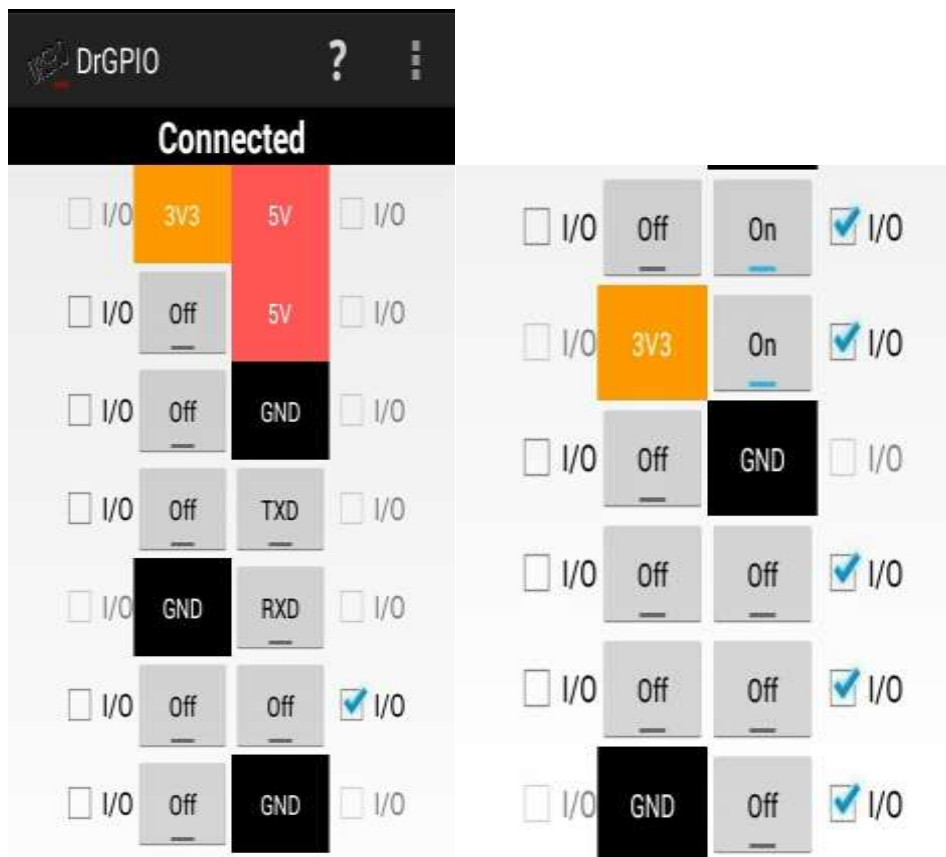 DrGPIO ?
Connected
I/O 3V3 5V I/O
I/O Off 5V I/O
I/O Off GND I/O
I/O Off TXD I/O
I/O GND RXD I/O
I/O Off Off I/O
I/O Off GND I/O
I/O Off On I/O
I/O 3V3 On I/O
I/O Off GND I/O
I/O Off Off I/O
I/O Off Off I/O
I/O GND Off I/O